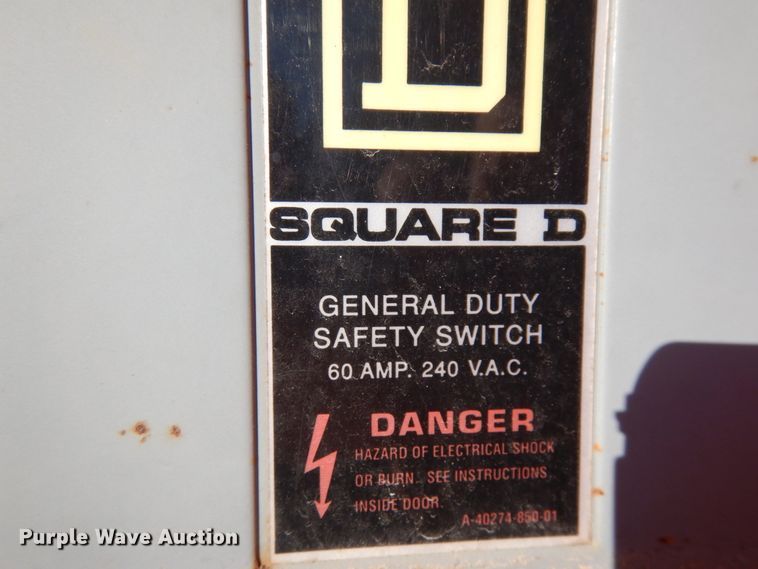 D
SQUARE D
GENERAL DUTY
SAFETY SWITCH
60 AMP. 240 V.A.C.
DANGER
HAZARD OF ELECTRICAL SHOCK
OR BURN. SEE INSTRUCTIONS
INSIDE DOOR.
A-40274-850-01
Purple Wave Auction